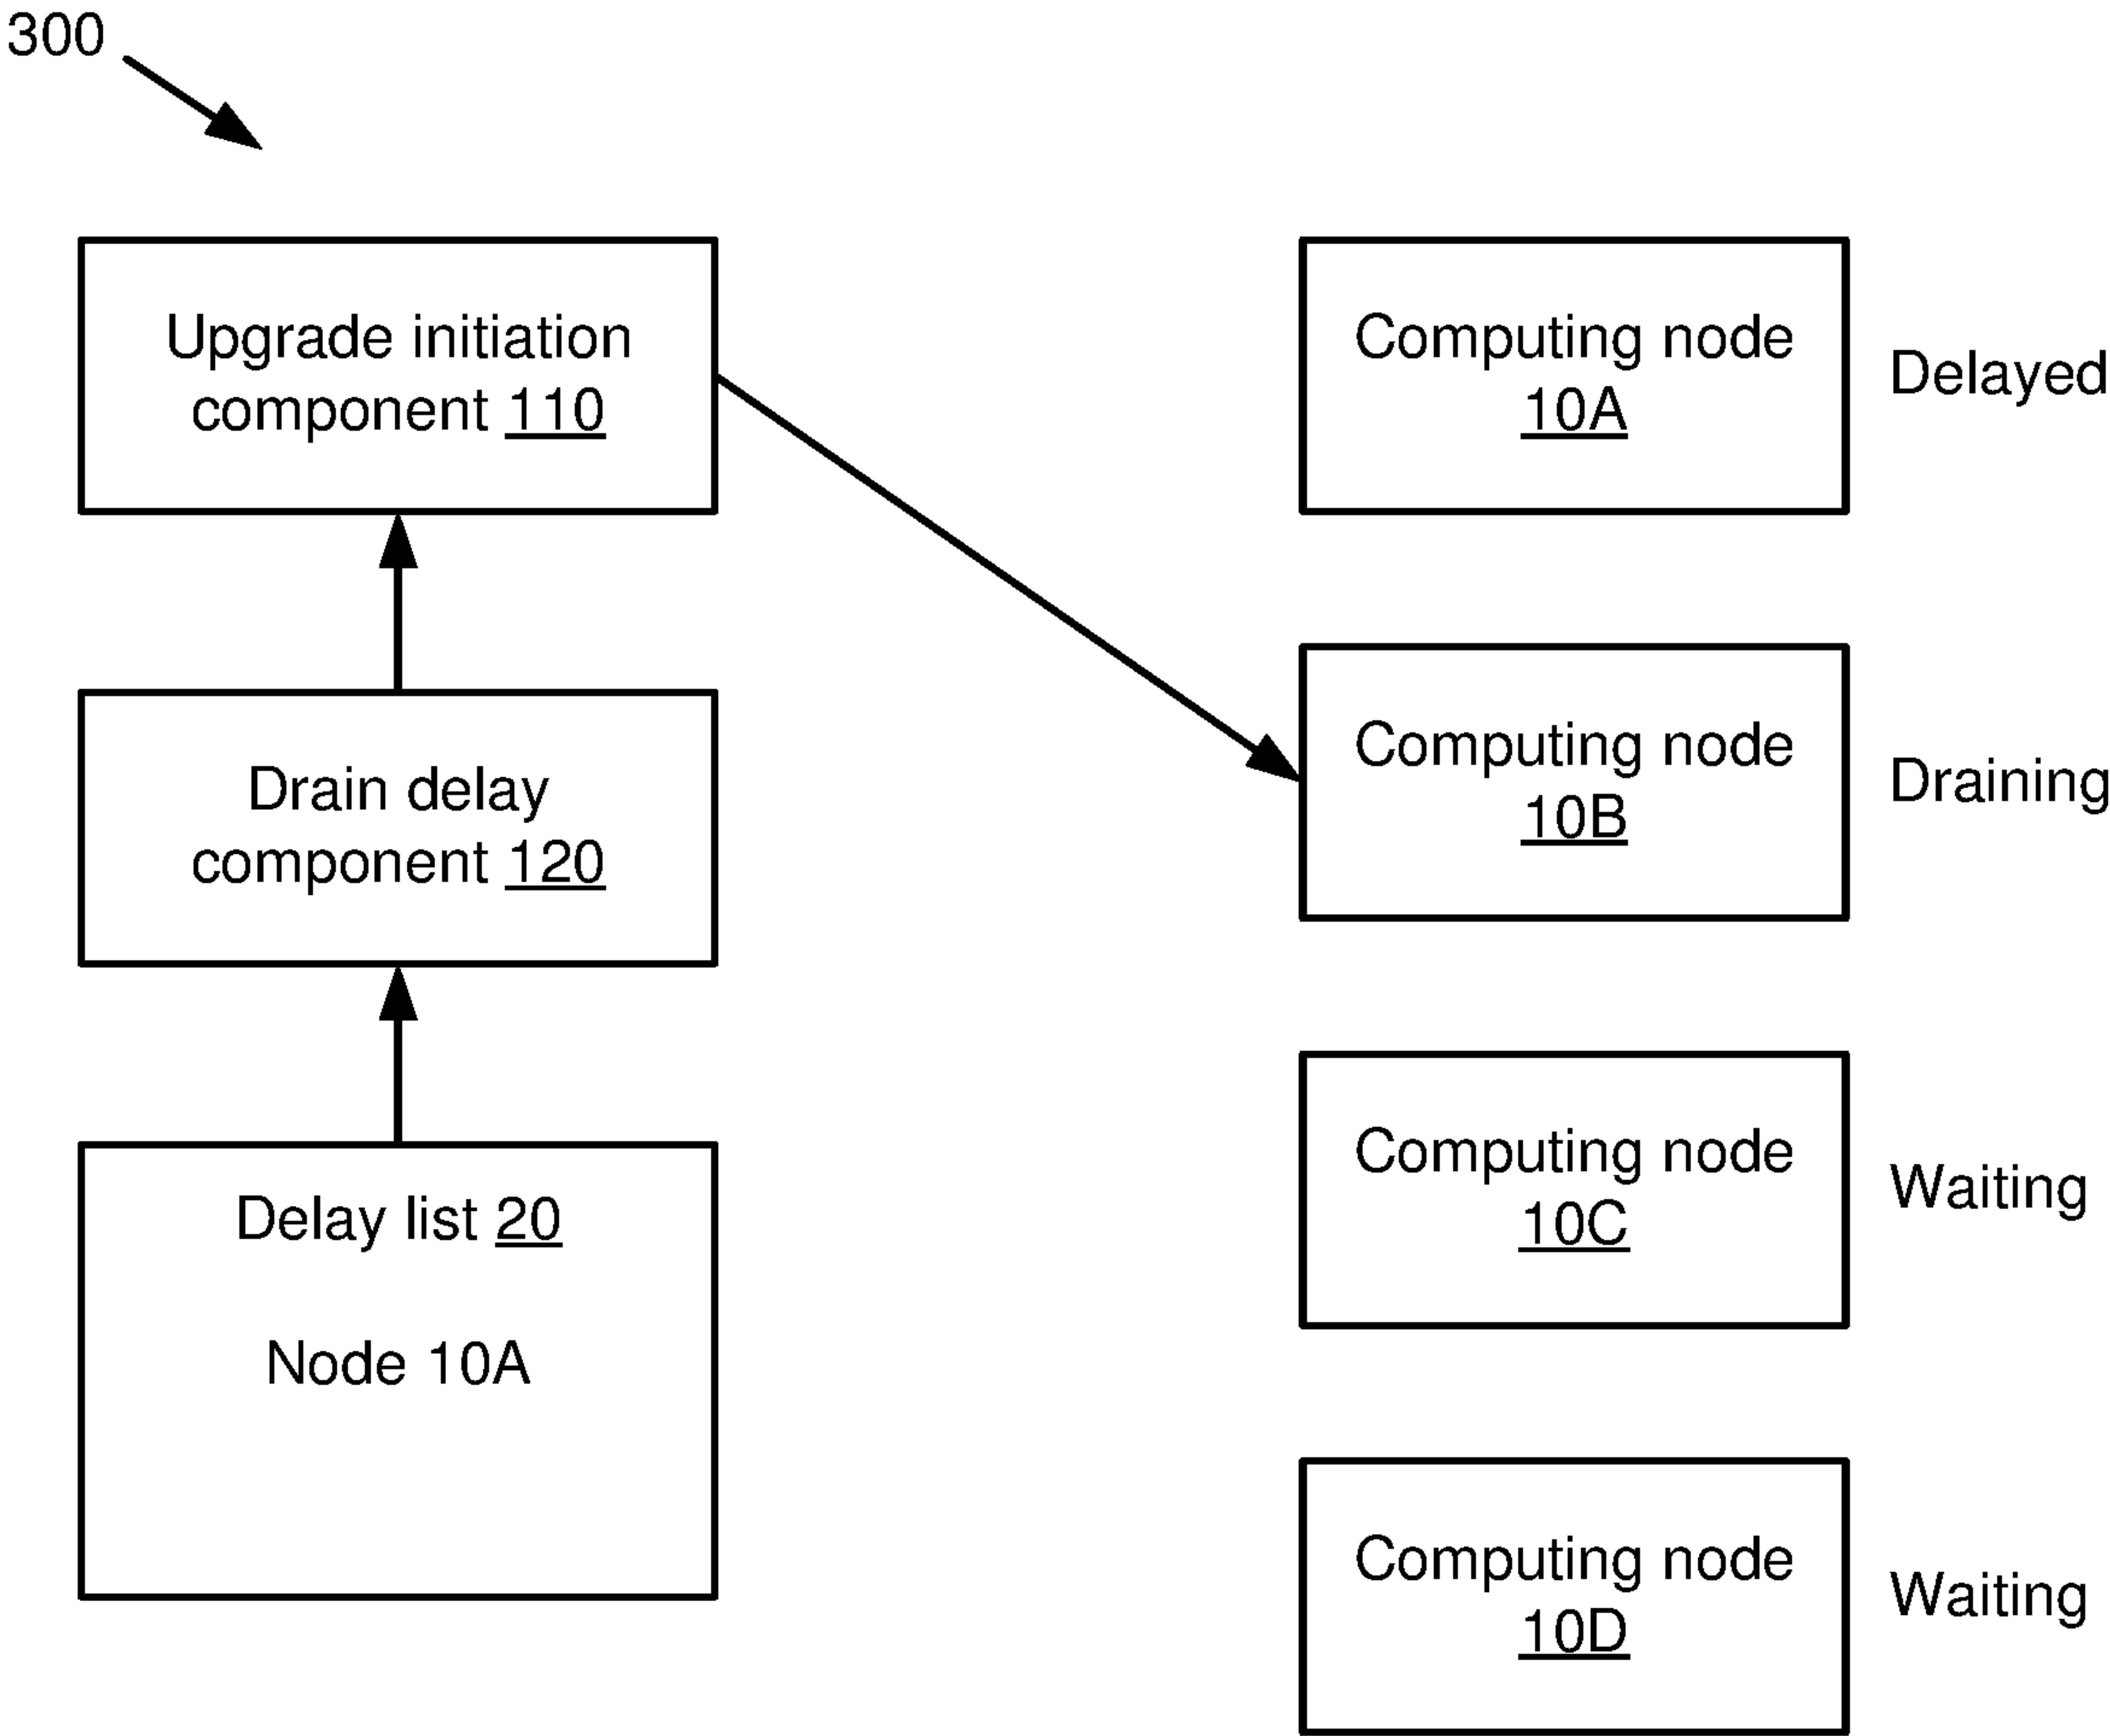 300
Upgrade initiation
component 110
Drain delay
component 120
Delay list 20
Node 10A
Computing node
10A
Delayed
Computing node
10B
Draining
Computing node
10C
Waiting
Computing node
10D
Waiting